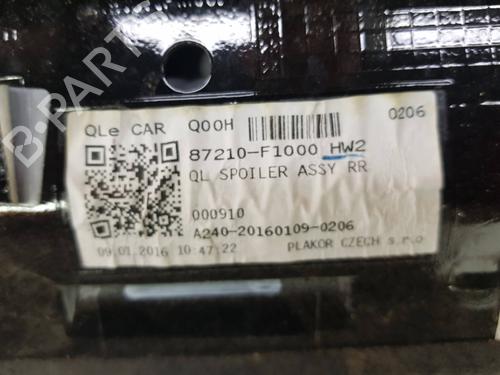 B-PARTS
QLe CAR Q00H 0206
87210-F1000 HW2
QL SPOILER ASSY RR
000910
A240-20160109-0206
09.01.2016 10:47:22 PLAKOR CZECH s.r.o